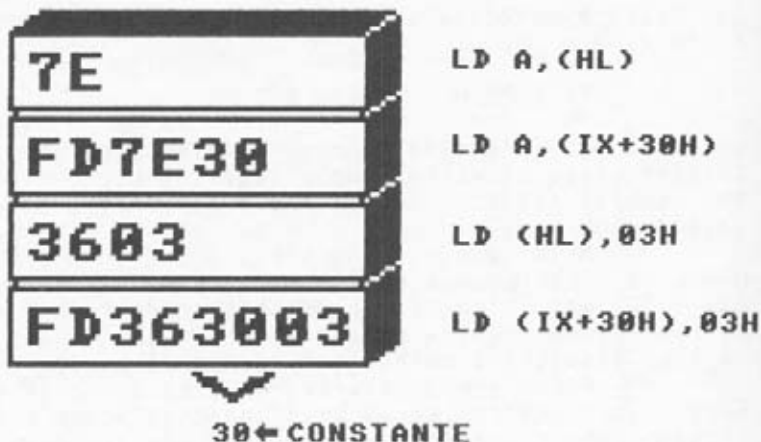 7E LD A,(HL)
FD7E30 LD A,(IX+30H)
3603 LD (HL),03H
FD363003 LD (IX+30H),03H
30←CONSTANTE